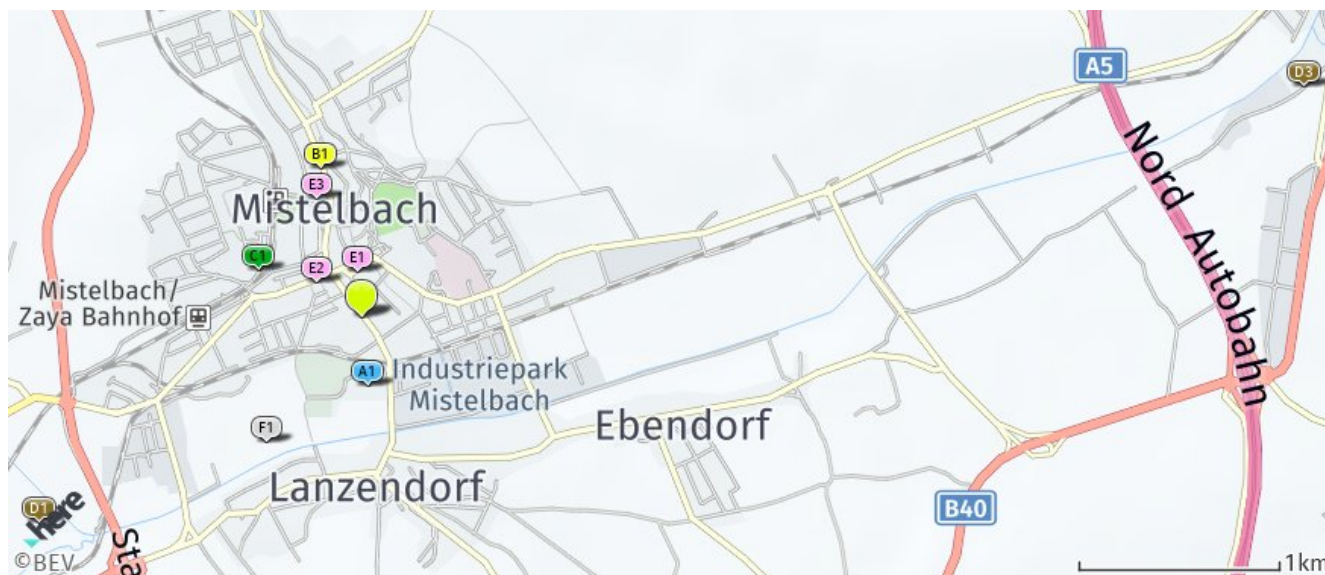 A5
D3
Nord Autobahn
B1
E3
Mistelbach
C1
E2
E1
Mistelbach/
Zaya Bahnhof
A1
Industriepark
Mistelbach
F1
Ebendorf
Lanzendorf
D1
here
B40
Sta
©BEV
1km